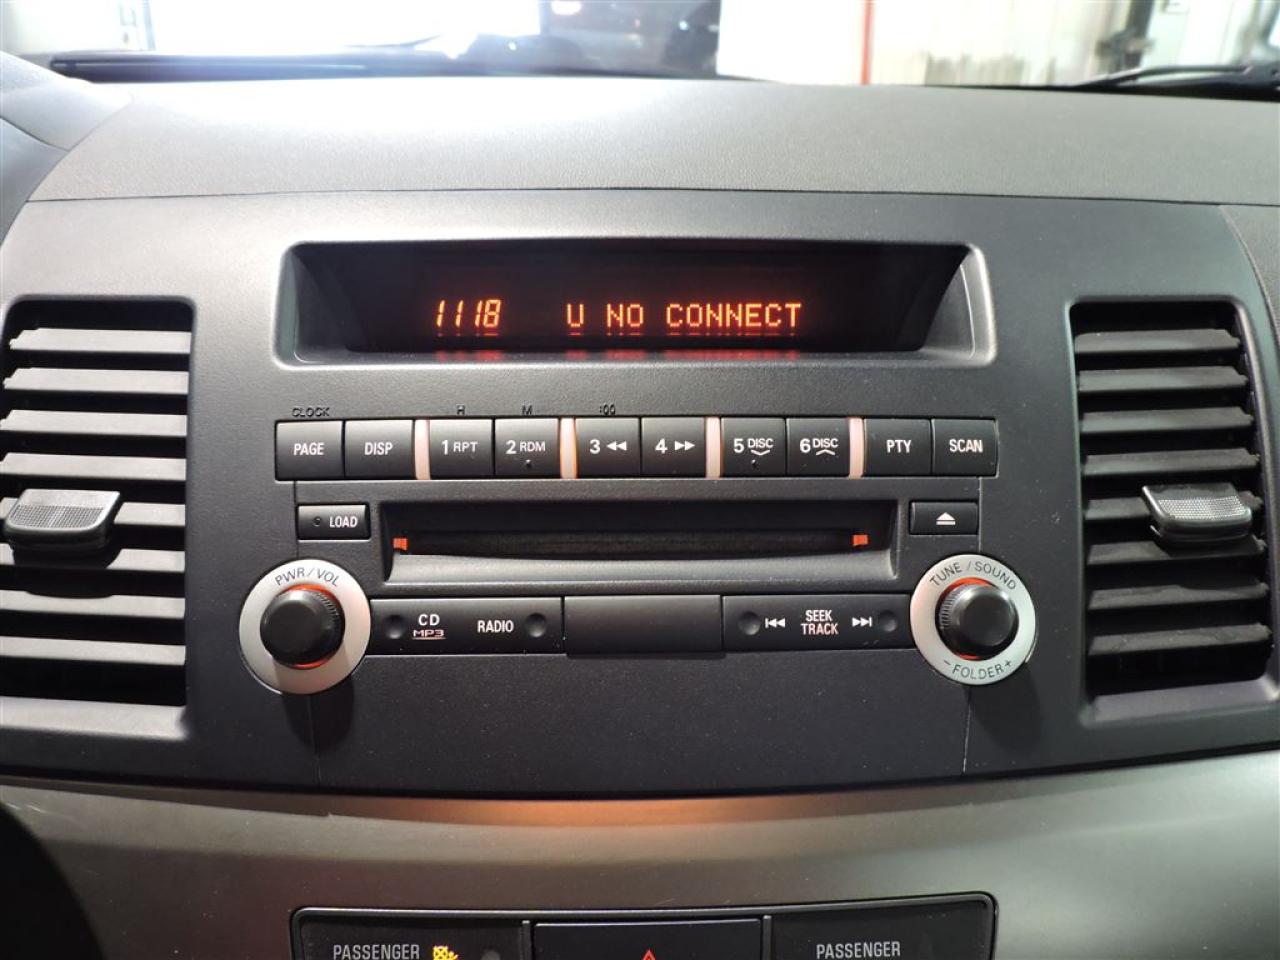 1118 U NO CONNECT
CLOCK H M :00
PAGE DISP 1 RPT 2 RDM 3 4 5 DISC 6 DISC PTY SCAN
LOAD
PWR/VOL TUNE / SOUND
CD MP3 RADIO SEEK TRACK
- FOLDER +
PASSENGER PASSENGER